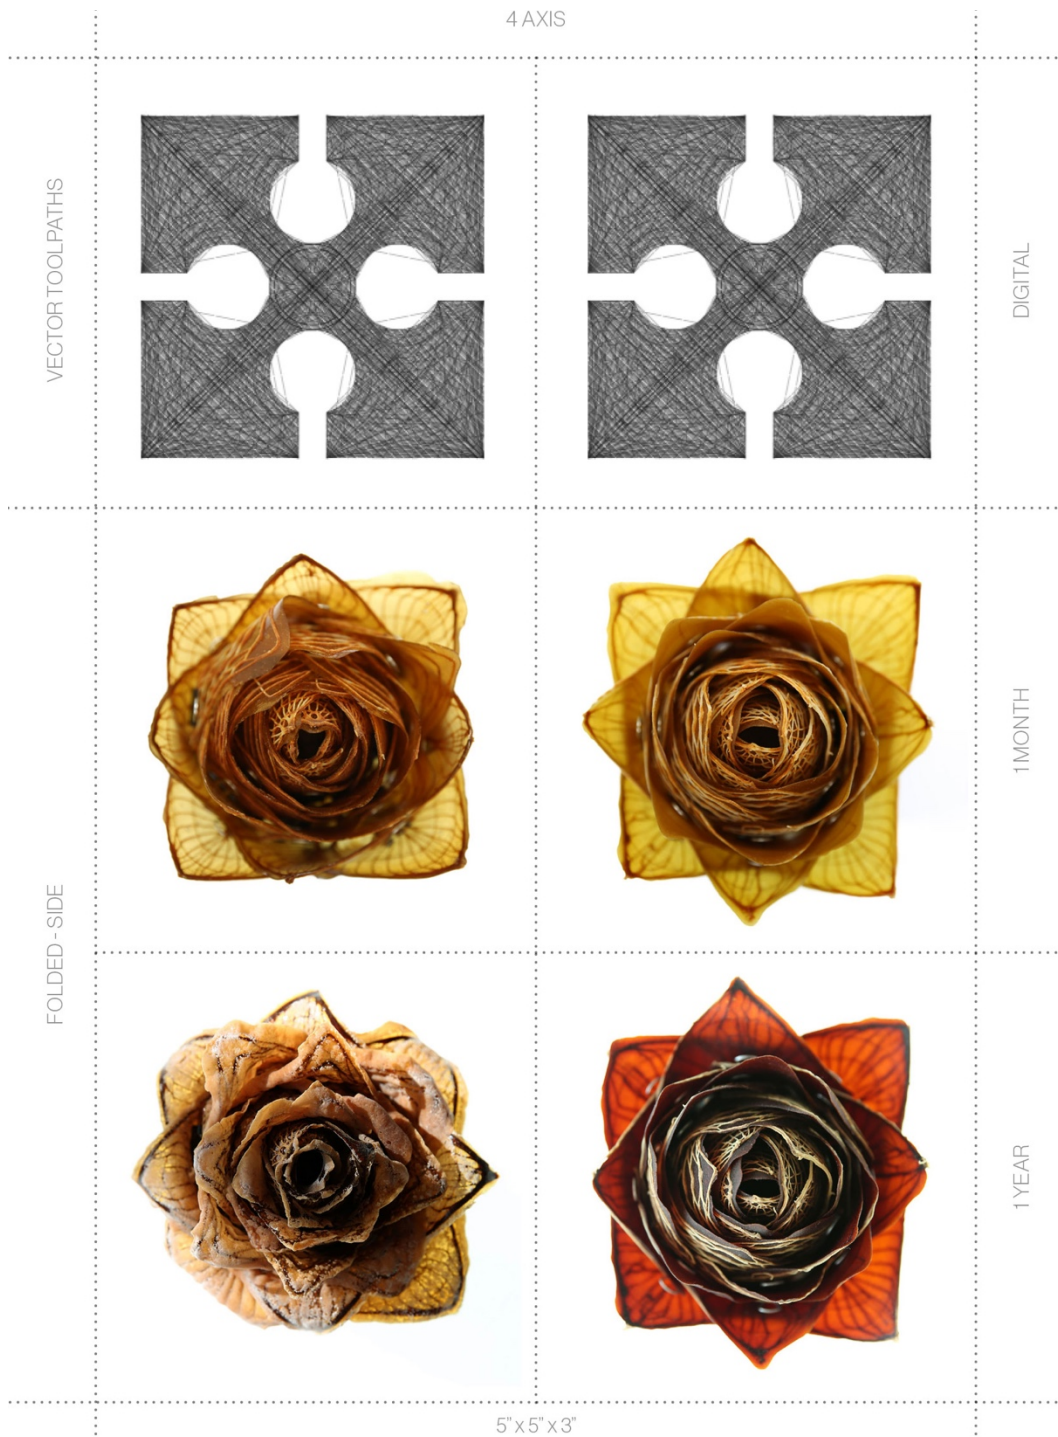 4 AXIS
VECTOR TOOLPATHS
DIGITAL
1 MONTH
FOLDED - SIDE
1 YEAR
5" x 5" x 3"